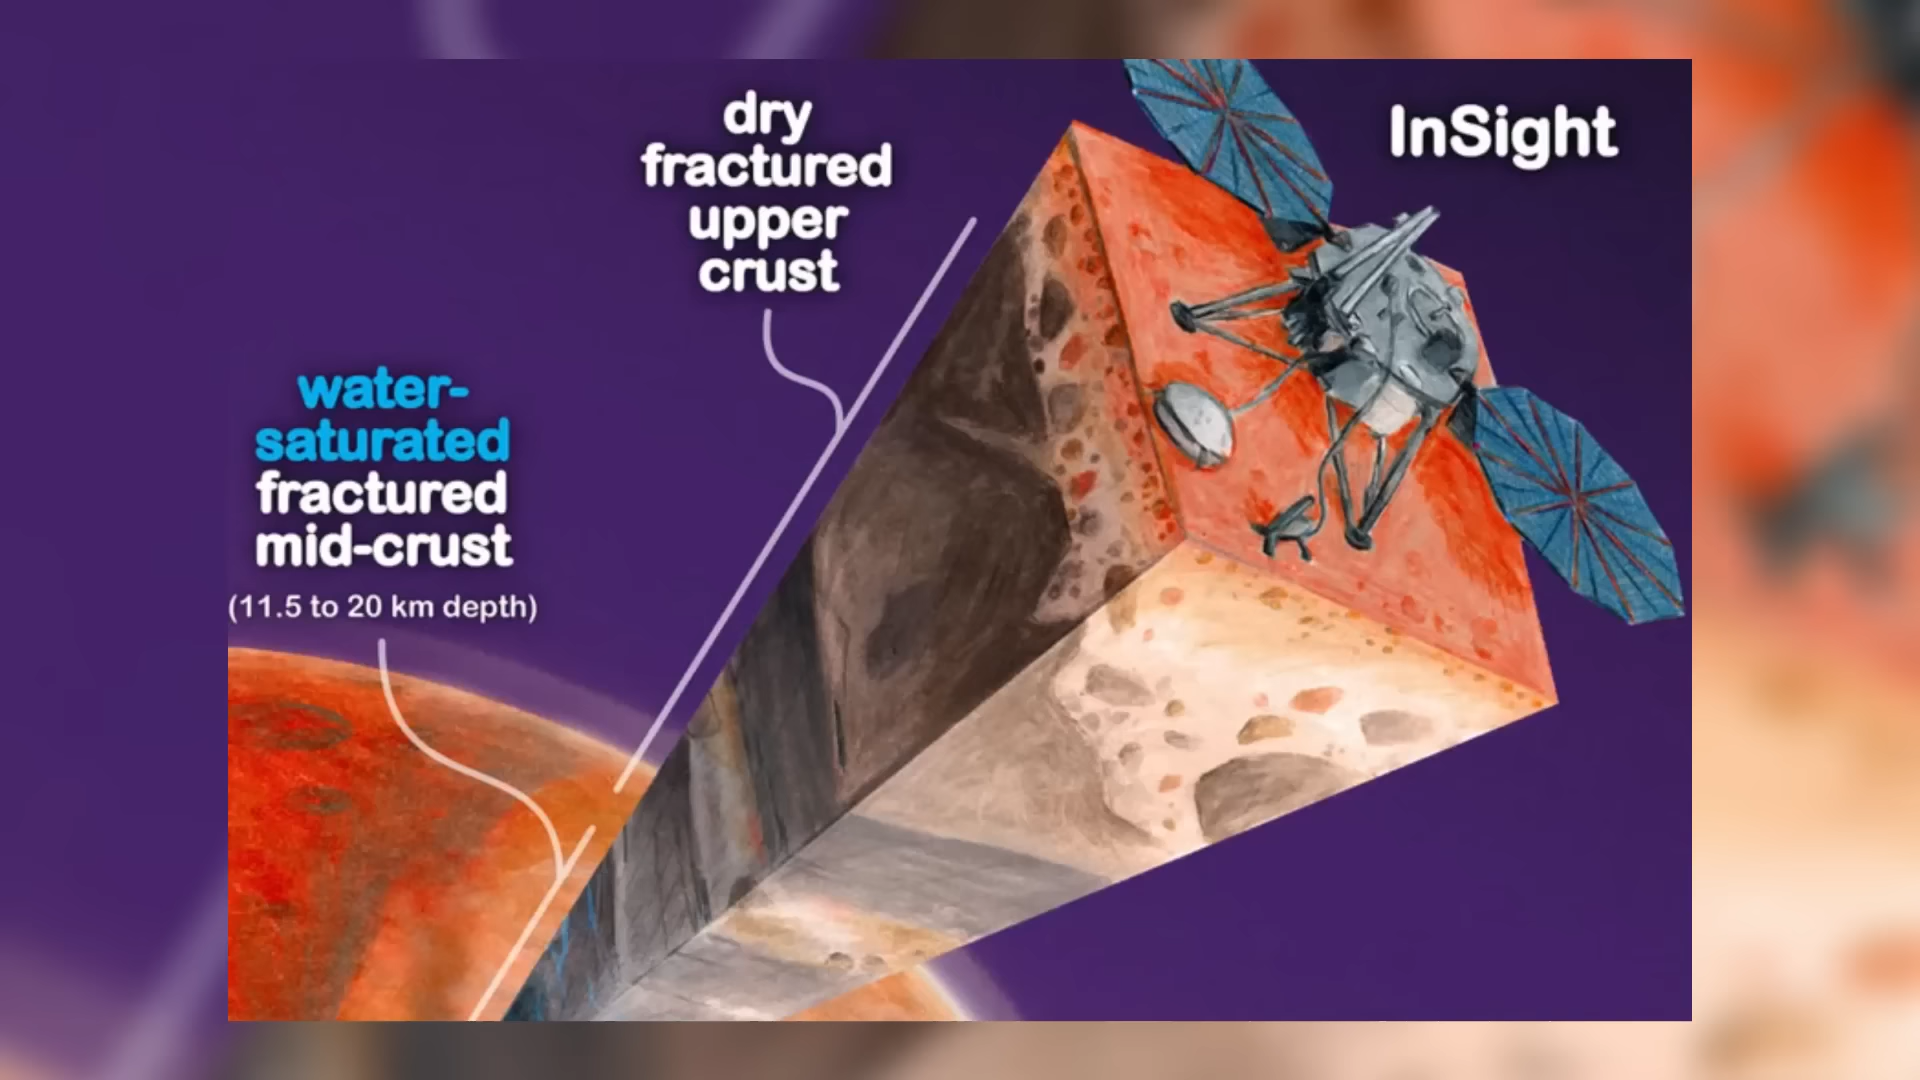 dry
fractured
upper
crust
InSight
water-
saturated
fractured
mid-crust
(11.5 to 20 km depth)